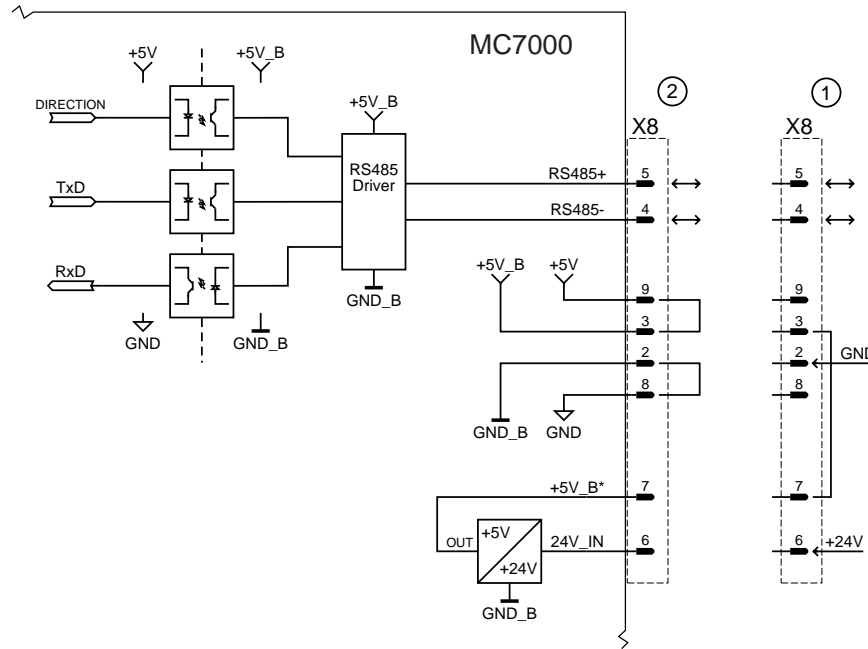 MC7000
+5V
+5V_B
DIRECTION
TxD
RxD
GND
GND_B
+5V_B
RS485
Driver
GND_B
RS485+
RS485-
+5V_B
+5V
GND_B
GND
+5V_B*
OUT
+5V
+24V
24V_IN
GND_B
2
X8
5
4
9
3
2
8
7
6
1
X8
5
4
9
3
2
8
7
6
GND
+24V